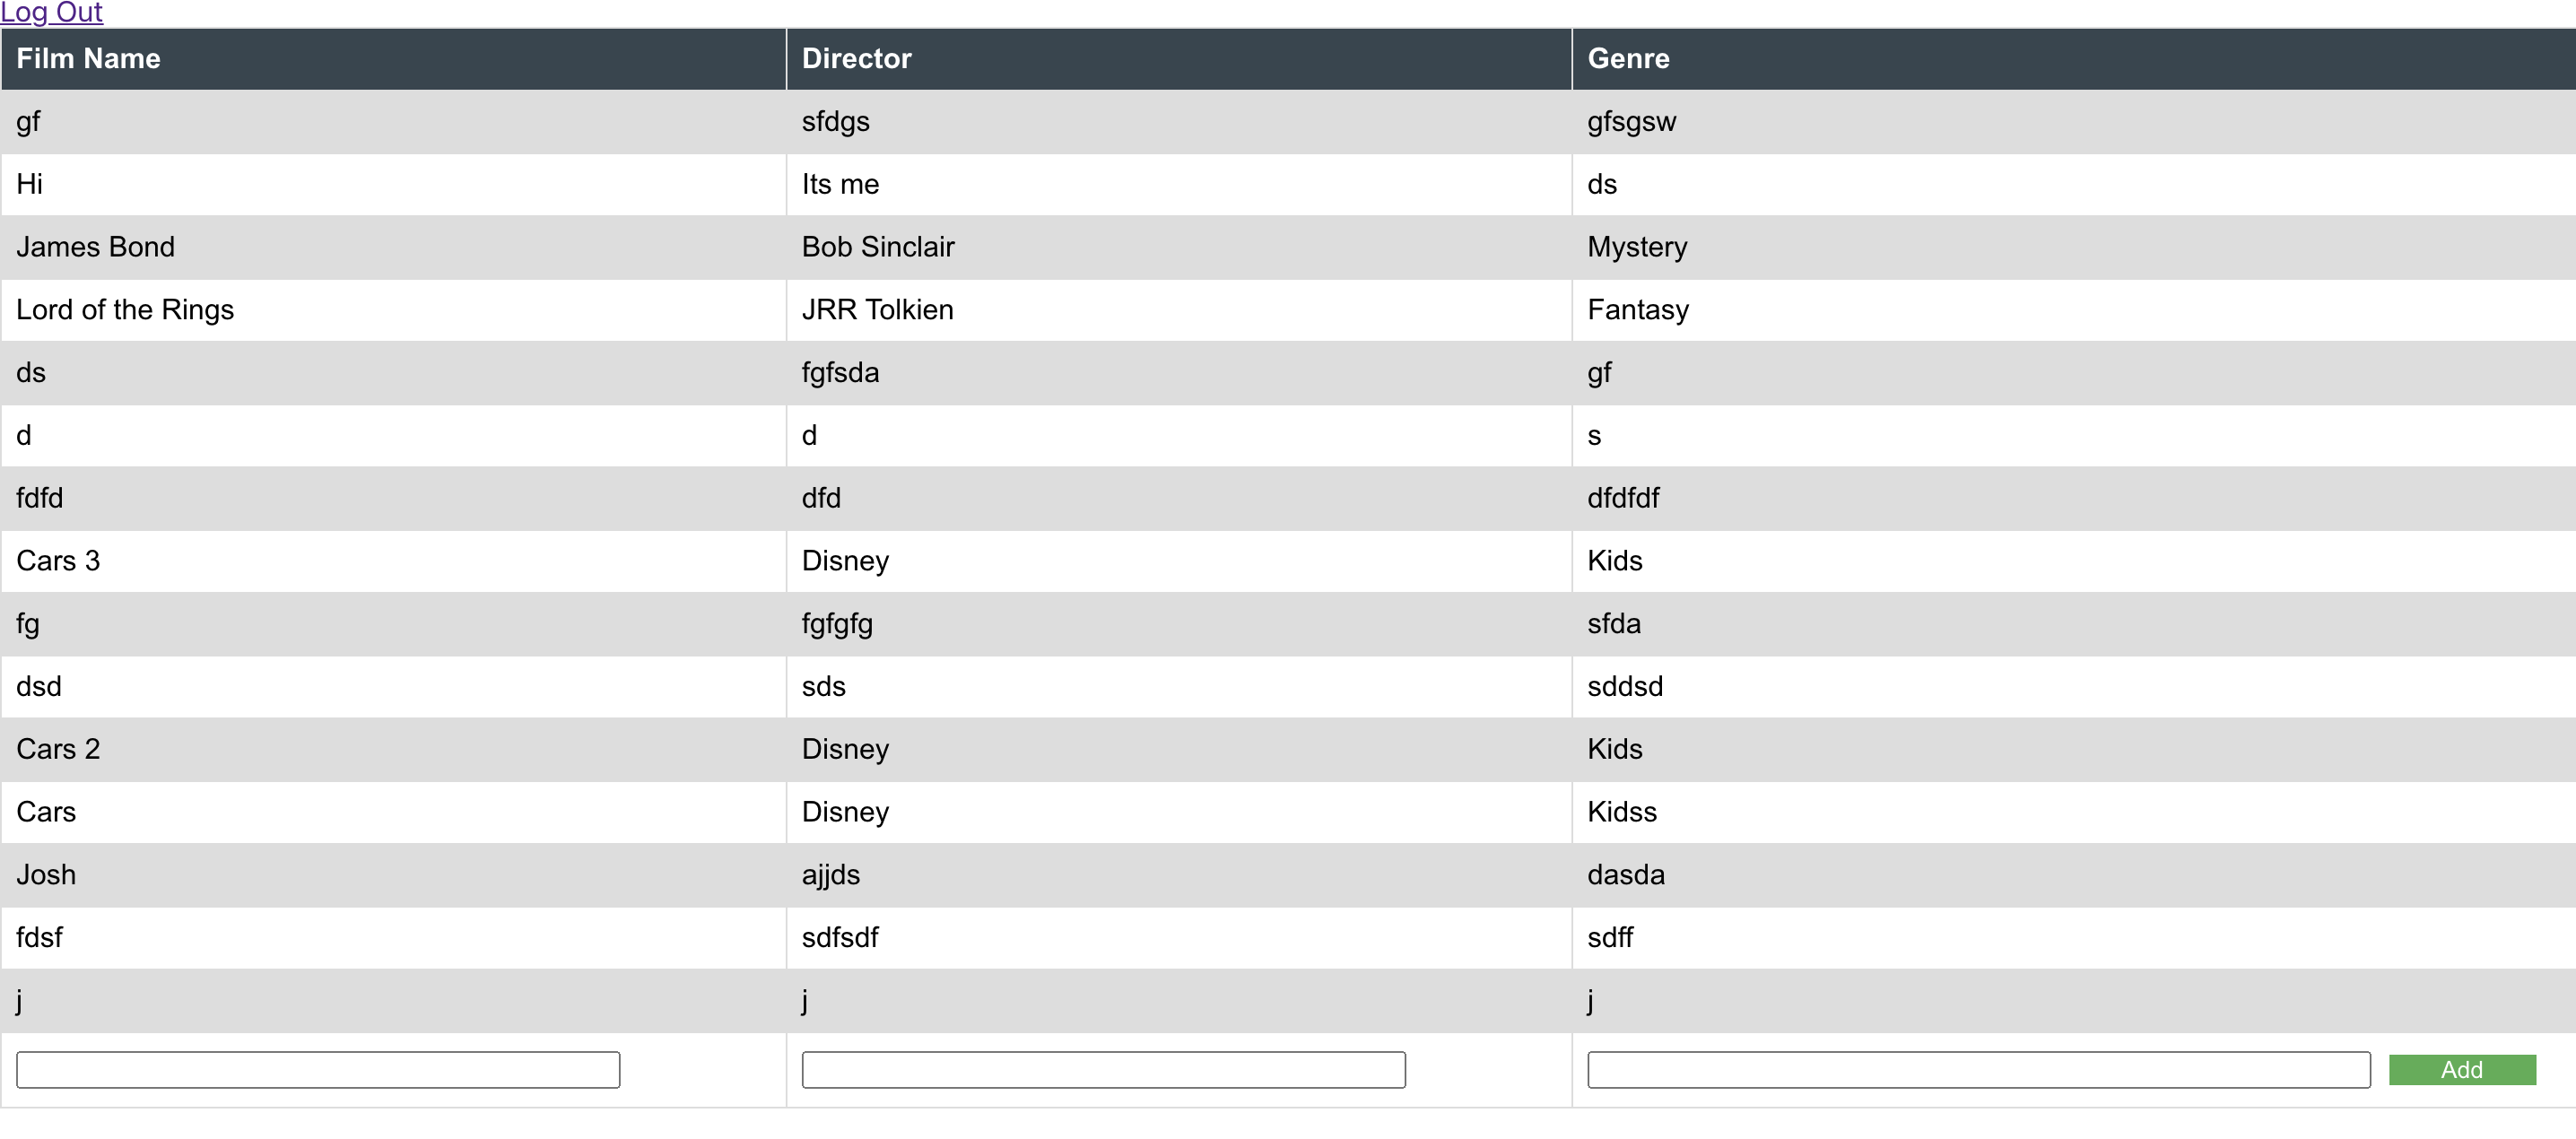 Log Out
Film Name Director Genre
gf sfdgs gfsgsw
Hi Its me ds
James Bond Bob Sinclair Mystery
Lord of the Rings JRR Tolkien Fantasy
ds fgfsda gf
d d s
fdfd dfd dfdfdf
Cars 3 Disney Kids
fg fgfgfg sfda
dsd sds sddsd
Cars 2 Disney Kids
Cars Disney Kidss
Josh ajjds dasda
fdsf sdfsdf sdff
j j j
Add